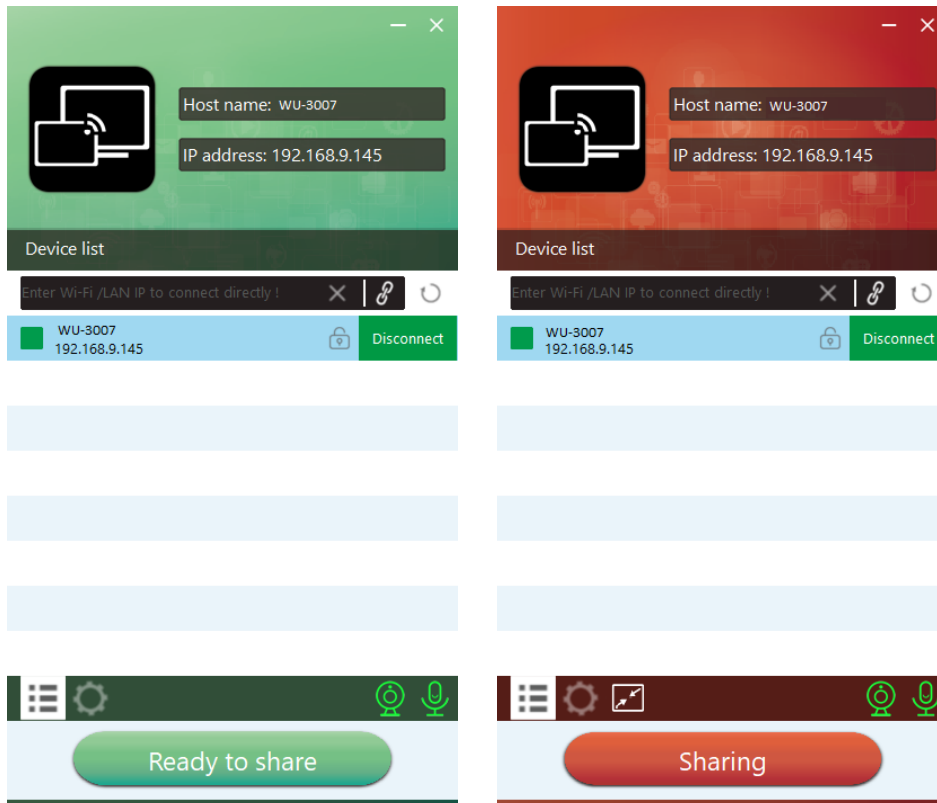 Host name: WU-3007
IP address: 192.168.9.145
Device list
Enter Wi-Fi /LAN IP to connect directly !
WU-3007
192.168.9.145
Disconnect
Ready to share
Host name: WU-3007
IP address: 192.168.9.145
Device list
Enter Wi-Fi /LAN IP to connect directly !
WU-3007
192.168.9.145
Disconnect
Sharing